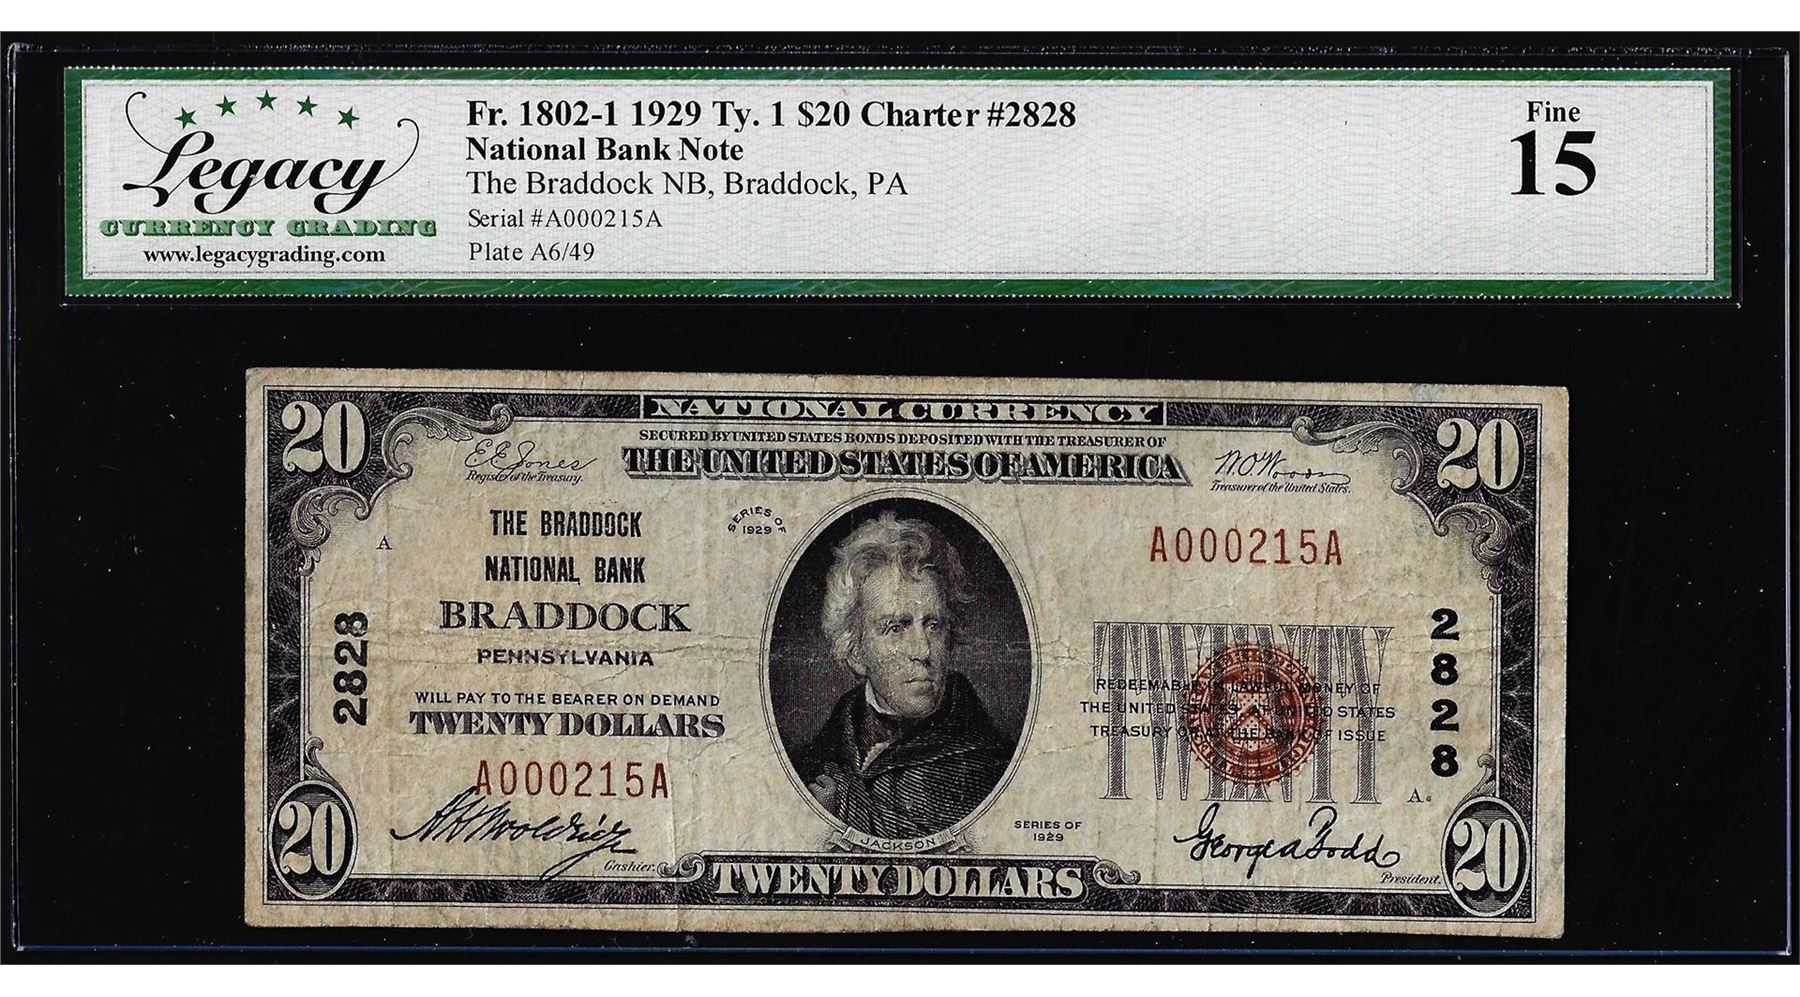 Legacy
CURRENCY GRADING
www.legacygrading.com
Fr. 1802-1 1929 Ty. 1 $20 Charter #2828
National Bank Note
The Braddock NB, Braddock, PA
Serial #A000215A
Plate A6/49
Fine
15
20
NATIONAL CURRENCY
20
SECURED BY UNITED STATES BONDS DEPOSITED WITH THE TREASURER OF
THE UNITED STATES OF AMERICA
E E Jones
Register of the Treasury.
W.O. Woods
Treasurer of the United States.
THE BRADDOCK
NATIONAL BANK
BRADDOCK
PENNSYLVANIA
A
SERIES OF
1929
A000215A
2828
2828
WILL PAY TO THE BEARER ON DEMAND
TWENTY DOLLARS
A000215A
TWENTY
REDEEMABLE IN LAWFUL MONEY OF
THE UNITED STATES AT UNITED STATES
TREASURY OR AT THE BANK OF ISSUE
A6
Cashier.
JACKSON
SERIES OF
1929
George A Todd
President.
20
TWENTY DOLLARS
20